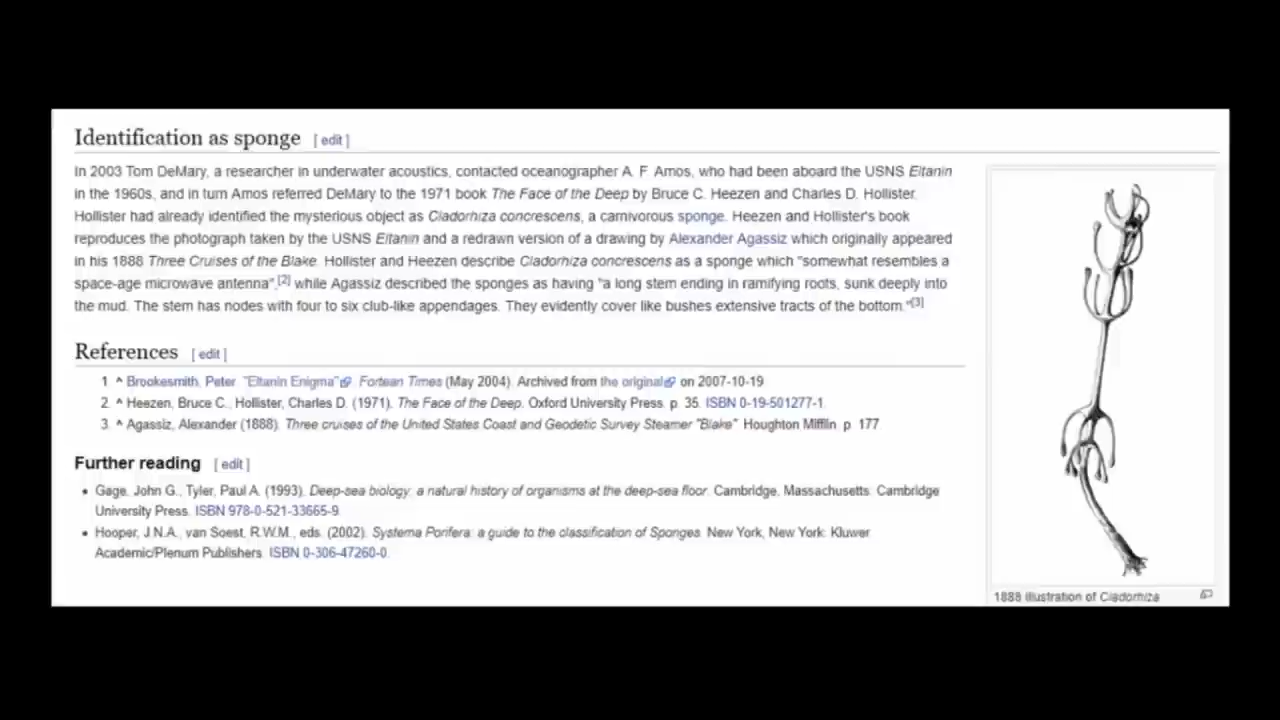 Identification as sponge [ edit ]
In 2003 Tom DeMary, a researcher in underwater acoustics, contacted oceanographer A. F. Amos, who had been aboard the USNS Eltanin
in the 1960s, and in turn Amos referred DeMary to the 1971 book The Face of the Deep by Bruce C. Heezen and Charles D. Hollister.
Hollister had already identified the mysterious object as Cladorhiza concrescens, a carnivorous sponge. Heezen and Hollister's book
reproduces the photograph taken by the USNS Eltanin and a redrawn version of a drawing by Alexander Agassiz which originally appeared
in his 1888 Three Cruises of the Blake. Hollister and Heezen describe Cladorhiza concrescens as a sponge which "somewhat resembles a
space-age microwave antenna",[2] while Agassiz described the sponges as having "a long stem ending in ramifying roots, sunk deeply into
the mud. The stem has nodes with four to six club-like appendages. They evidently cover like bushes extensive tracts of the bottom."[3]
References [ edit ]
1. ^ Brookesmith, Peter. "Eltanin Enigma". Fortean Times (May 2004). Archived from the original on 2007-10-19
2. ^ Heezen, Bruce C., Hollister, Charles D. (1971). The Face of the Deep. Oxford University Press. p. 35. ISBN 0-19-501277-1.
3. ^ Agassiz, Alexander (1888). Three cruises of the United States Coast and Geodetic Survey Steamer "Blake". Houghton Mifflin. p. 177
Further reading [ edit ]
• Gage, John G., Tyler, Paul A. (1993). Deep-sea biology: a natural history of organisms at the deep-sea floor. Cambridge, Massachusetts: Cambridge
University Press. ISBN 978-0-521-33665-9.
• Hooper, J.N.A., van Soest, R.W.M., eds. (2002). Systema Porifera: a guide to the classification of Sponges. New York, New York: Kluwer
Academic/Plenum Publishers. ISBN 0-306-47260-0.
1888 illustration of Cladorhiza